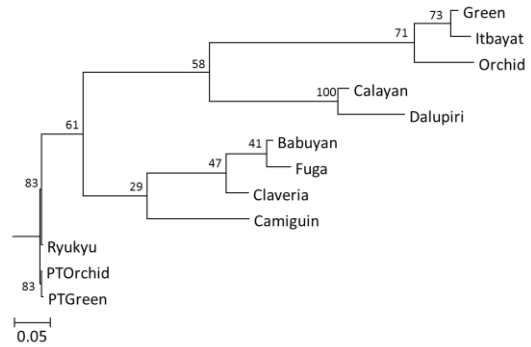 73 Green
71 Itbayat
58 Orchid
100 Calayan
61 Dalupiri
41 Babuyan
47 Fuga
83 29 Claveria
Camiguin
Ryukyu
PTOrchid
83 PTGreen
0.05